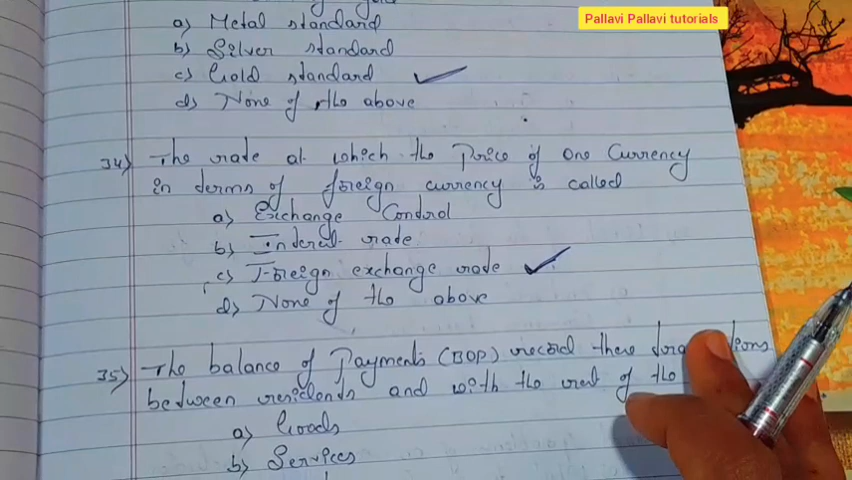 Pallavi Pallavi tutorials
a) Metal standard
b) Silver standard
c) Gold standard
d) None of the above
34) The rate at which the Price of one Currency
in terms of foreign currency is called
a) Exchange Control
b) Interal rate
c) Foreign exchange rate
d) None of the above
35) The balance of Payments (BOP) record these
between residents and with the rest of the
a) Goods
b) Services